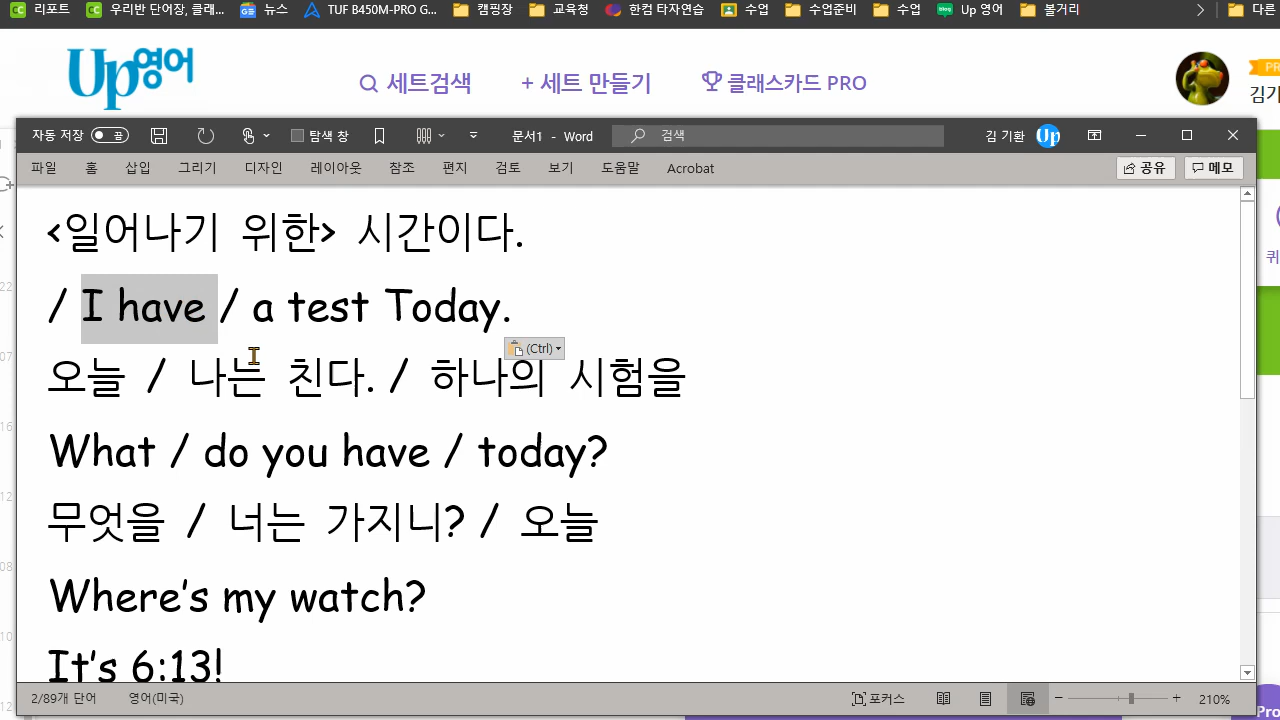 리포트 우리반 단어장, 클래... 뉴스 TUF B450M-PRO G... 캠핑장 교육청 한컴 타자연습 수업 수업준비 수업 Up 영어 볼거리 다른
Up영어 세트검색 + 세트 만들기 클래스카드 PRO
김기
자동 저장 끔 탐색 창 문서1 - Word 검색 김 기환 Up
파일 홈 삽입 그리기 디자인 레이아웃 참조 편지 검토 보기 도움말 Acrobat 공유 메모
<일어나기 위한> 시간이다.
/ I have / a test Today.
(Ctrl)
오늘 / 나는 친다. / 하나의 시험을
What / do you have / today?
무엇을 / 너는 가지니? / 오늘
Where's my watch?
It's 6:13!
2/89개 단어 영어(미국) 포커스 210%